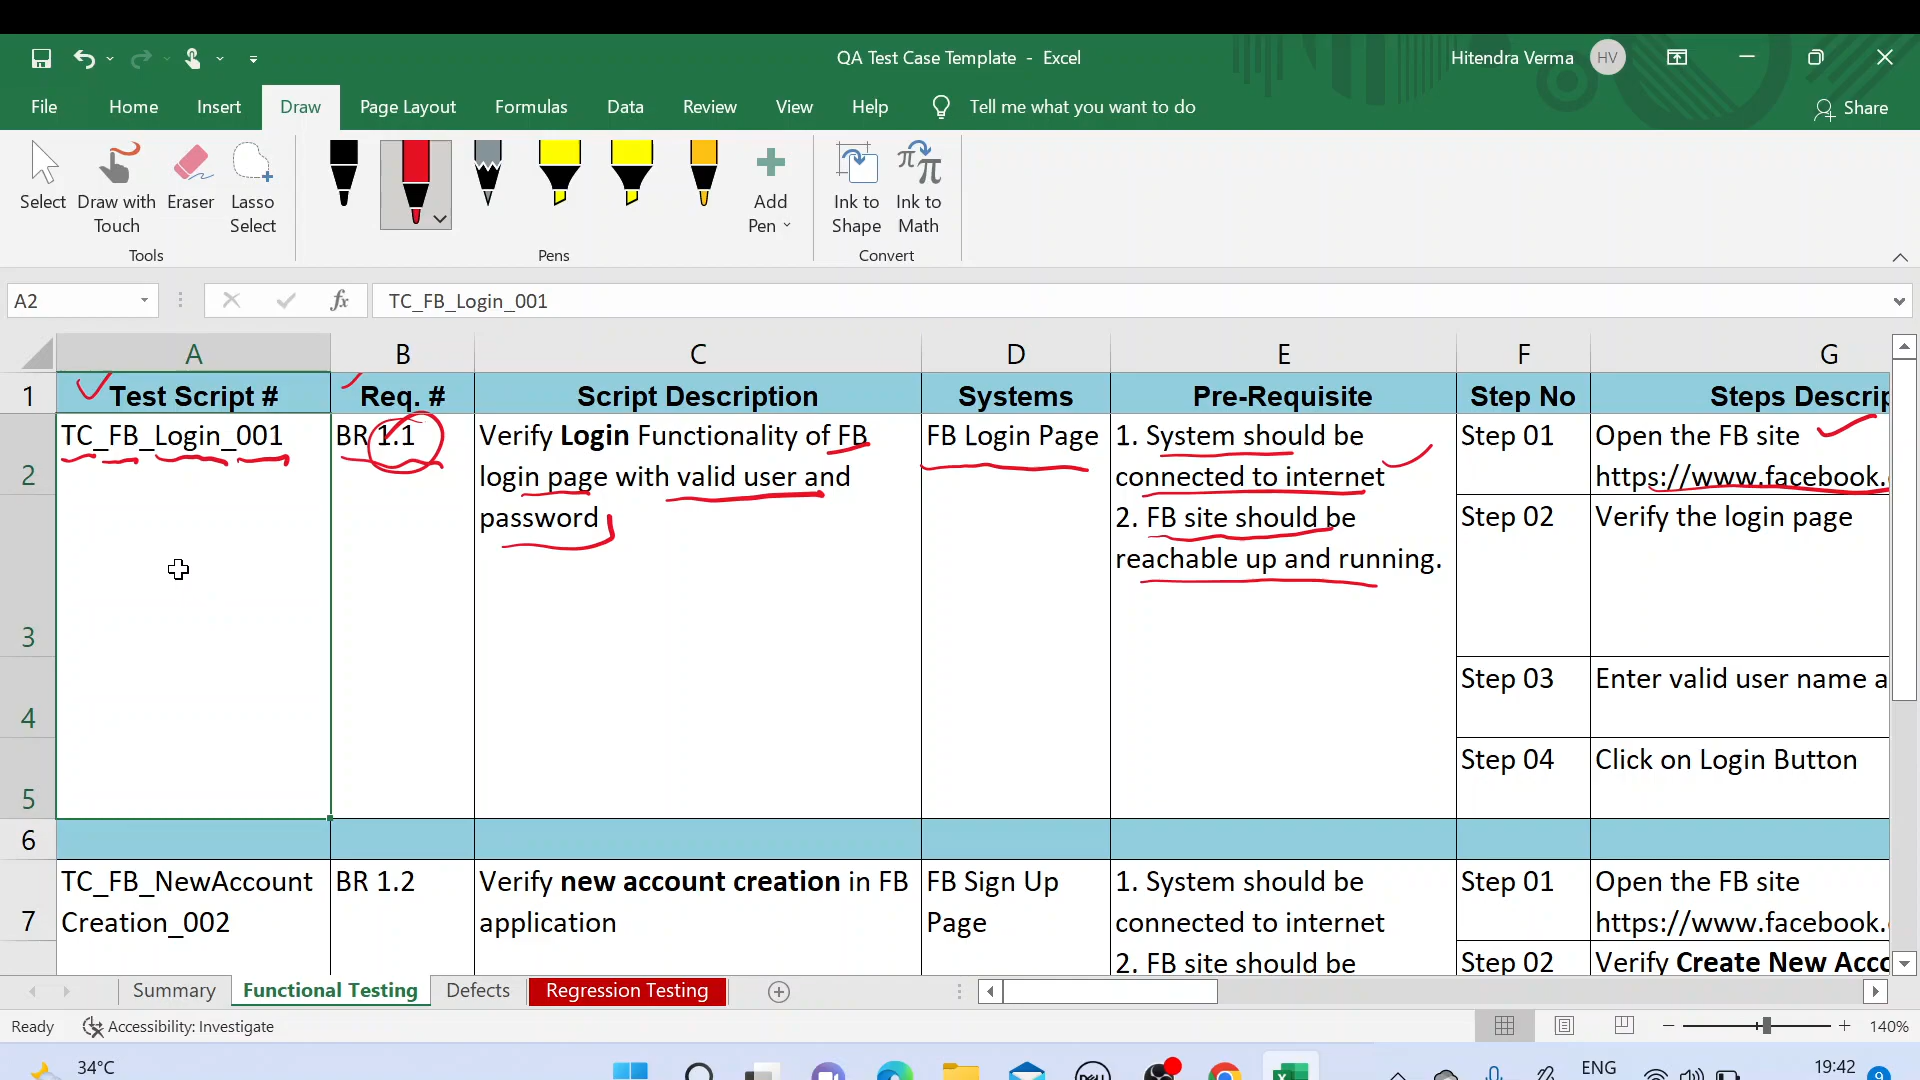 QA Test Case Template - Excel
Hitendra Verma HV
File Home Insert Draw Page Layout Formulas Data Review View Help Tell me what you want to do Share
Select
Draw with Touch
Eraser
Lasso Select
Add Pen
Ink to Shape
Ink to Math
Tools Pens Convert
A2 fx TC_FB_Login_001
A B C D E F G
1 Test Script # Req. # Script Description Systems Pre-Requisite Step No Steps Descrip
2
TC_FB_Login_001
BR 1.1
Verify Login Functionality of FB
login page with valid user and
password
FB Login Page
1. System should be
connected to internet
2. FB site should be
reachable up and running.
Step 01
Open the FB site
https://www.facebook.
3
Step 02 Verify the login page
4
Step 03 Enter valid user name a
5
Step 04 Click on Login Button
6
7
TC_FB_NewAccount
Creation_002
BR 1.2
Verify new account creation in FB
application
FB Sign Up
Page
1. System should be
connected to internet
2. FB site should be
Step 01
Open the FB site
https://www.facebook.
Step 02 Verify Create New Acc
Summary Functional Testing Defects Regression Testing
Ready Accessibility: Investigate 140%
34°C
DELL
ENG
19:42
9